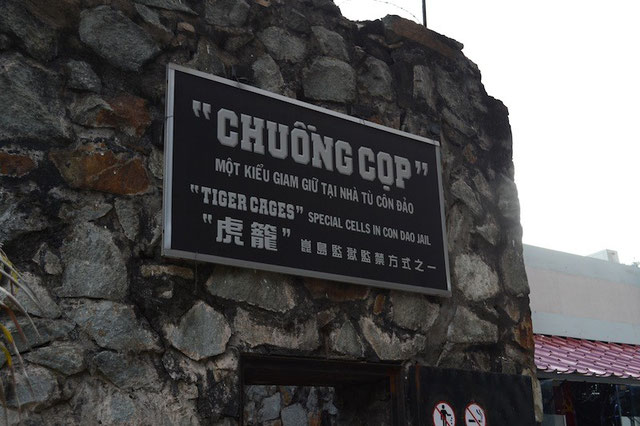 "CHUỒNG CỌP"
MỘT KIỂU GIAM GIỮ TẠI NHÀ TÙ CÔN ĐẢO
"TIGER CAGES" SPECIAL CELLS IN CON DAO JAIL
"虎籠" 崑島監獄監禁方式之一